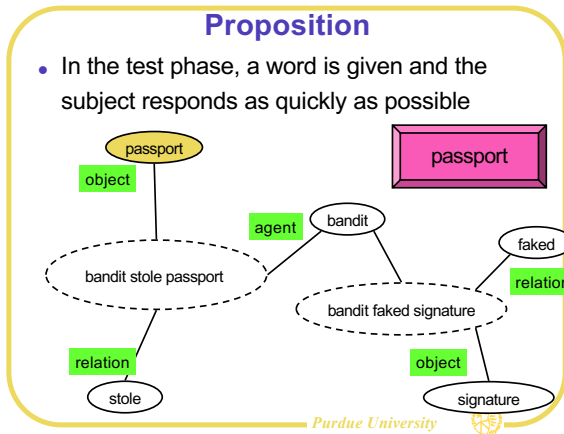 Proposition
• In the test phase, a word is given and the
subject responds as quickly as possible
passport
passport
object
agent
bandit
faked
bandit stole passport
relation
bandit faked signature
relation
object
stole
signature
Purdue University